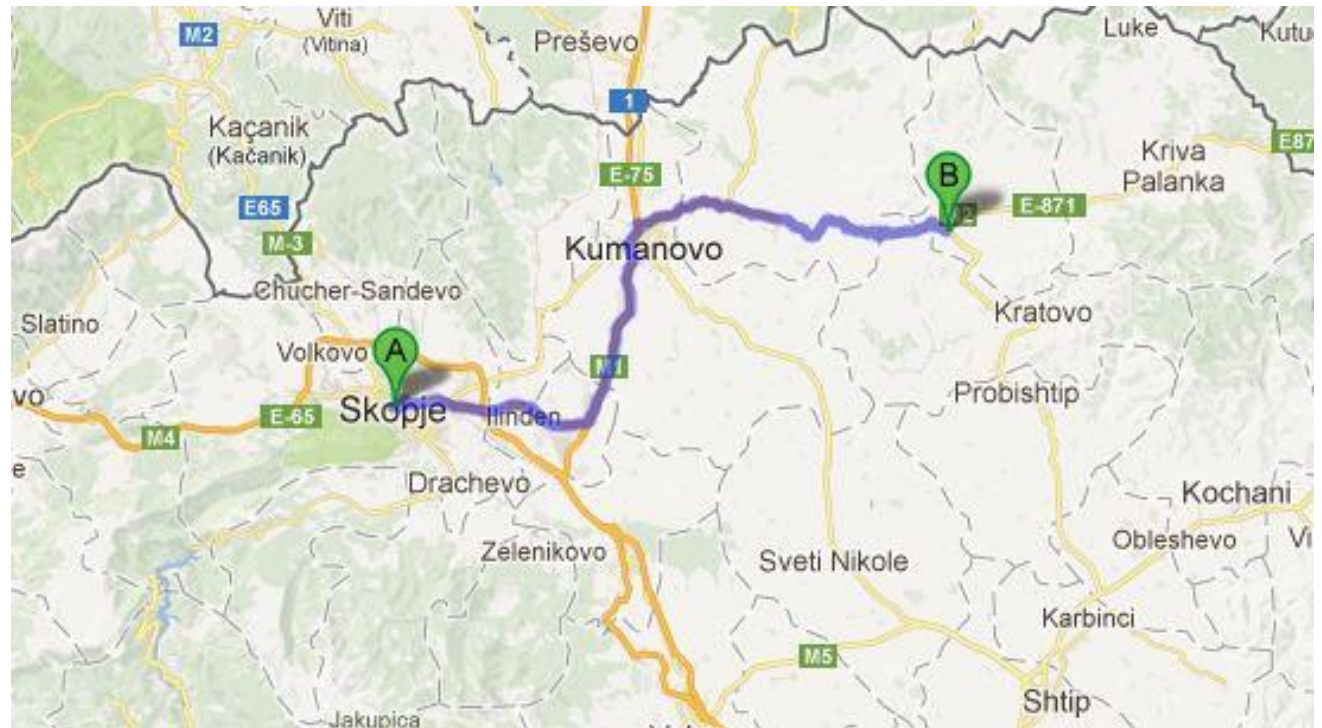 Viti
(Vitina)
M2
Preševo
Luke
Kutu
1
Kaçanik
(Kačanik)
E-75
E87
Kriva
Palanka
B
E65
M-3
E-871
Kumanovo
Chucher-Sandevo
Slatino
Kratovo
Volkovo
A
M1
Probishtip
vo
E-65
Skopje
Ilinden
M4
e
Drachevo
Kochani
Zelenikovo
Sveti Nikole
Obleshevo
Vi
Karbinci
M5
Shtip
Jakupica